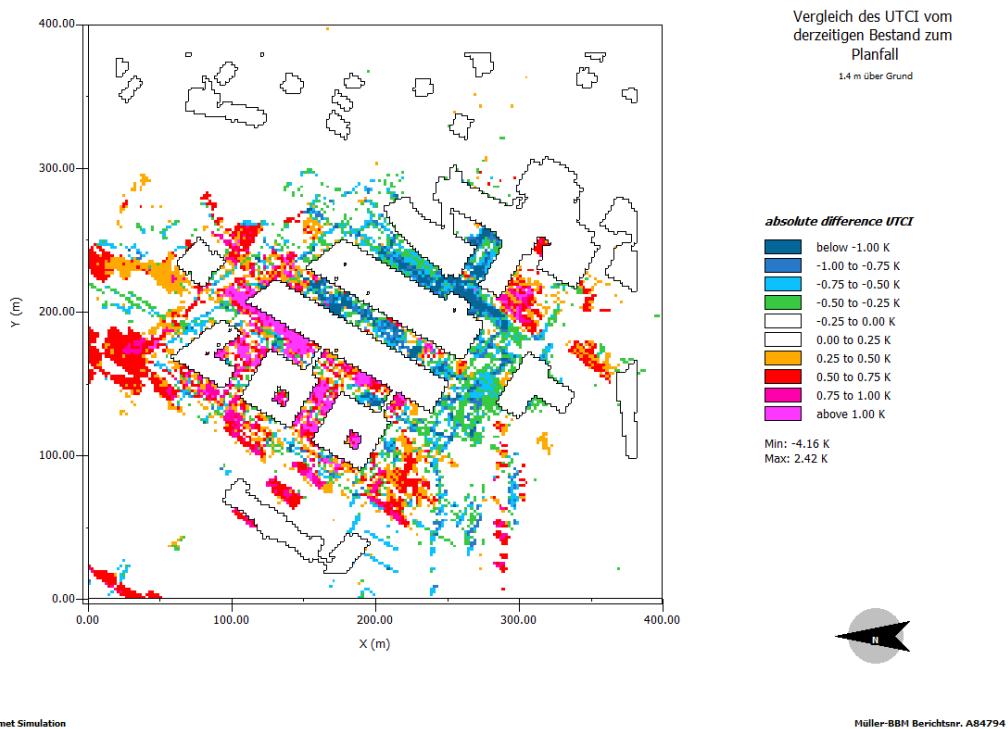 Vergleich des UTCI vom
derzeitigen Bestand zum
Planfall
1.4 m über Grund
400.00
300.00
200.00
100.00
0.00
Y (m)
0.00 100.00 200.00 300.00 400.00
X (m)
absolute difference UTCI
below -1.00 K
-1.00 to -0.75 K
-0.75 to -0.50 K
-0.50 to -0.25 K
-0.25 to 0.00 K
0.00 to 0.25 K
0.25 to 0.50 K
0.50 to 0.75 K
0.75 to 1.00 K
above 1.00 K
Min: -4.16 K
Max: 2.42 K
N
met Simulation
Müller-BBM Berichtsnr. A84794